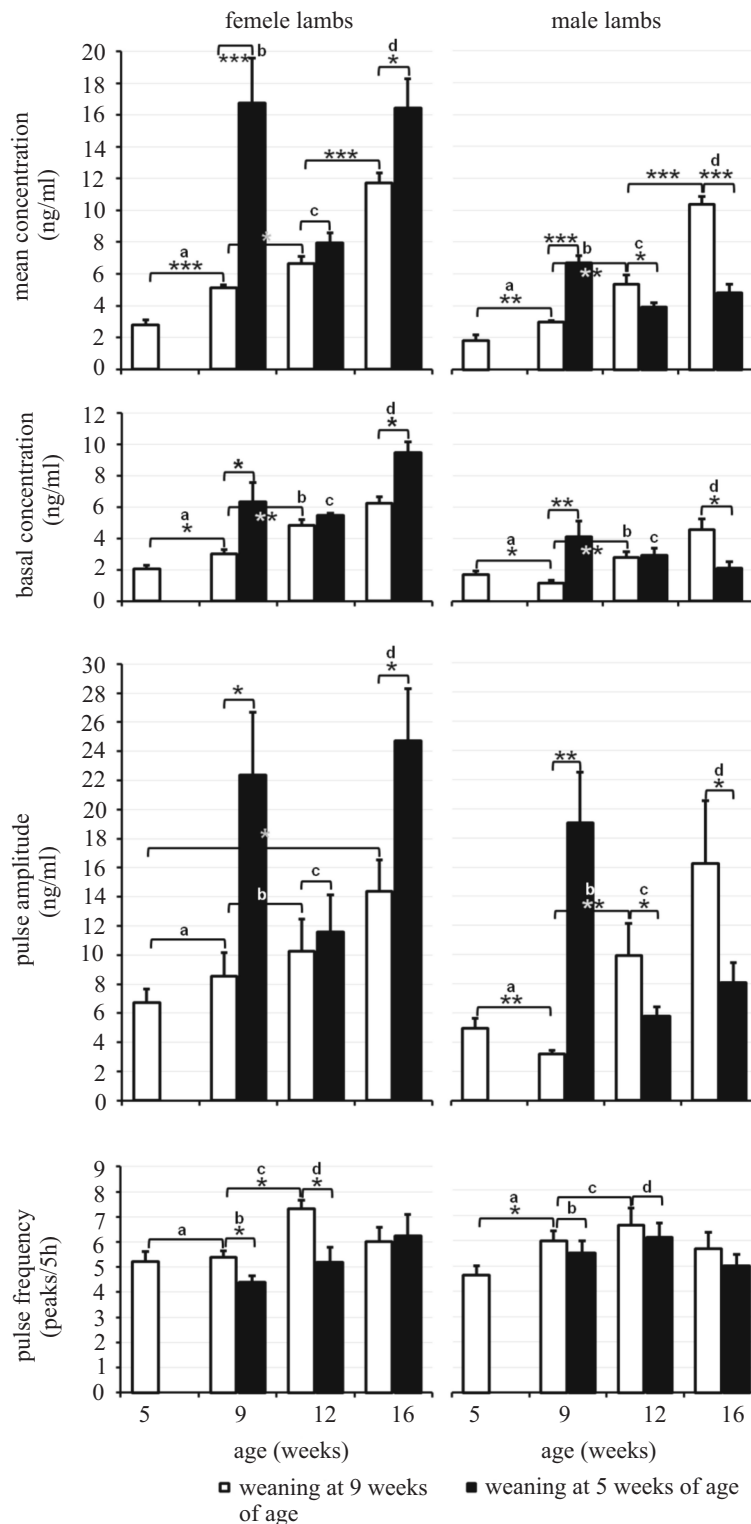 femele lambs
male lambs
mean concentration
(ng/ml)
20
18
16
14
12
10
8
6
4
2
0
a
***
***
b
*
c
***
d
*
a
**
***
b
**
c
*
***
d
***
basal concentration
(ng/ml)
12
10
8
6
4
2
0
a
*
*
b
**
c
d
*
a
*
**
b
**
c
d
*
pulse amplitude
(ng/ml)
30
28
26
24
22
20
18
16
14
12
10
8
6
4
2
0
a
*
b
c
*
d
*
a
**
**
b
**
c
*
d
*
pulse frequency
(peaks/5h)
9
8
7
6
5
4
3
2
1
0
a
b
*
c
*
d
*
a
*
b
c
d
5
9
12
16
5
9
12
16
age (weeks)
age (weeks)
weaning at 9 weeks
of age
weaning at 5 weeks of age